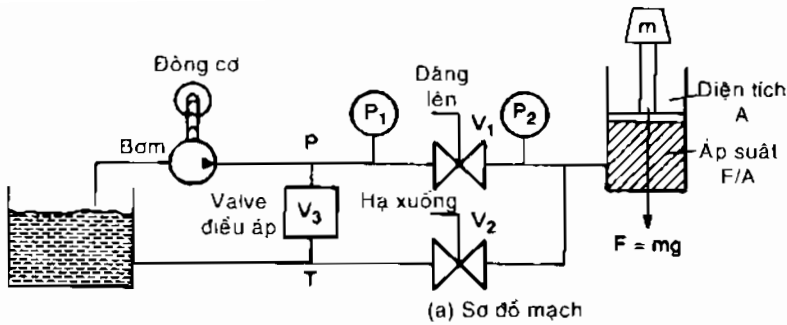 m
Đông cơ
Dâng
lên
P₁
V₁
P₂
Diện tích
A
Bơm
P
Áp suất
F/A
Valve
điều áp
V₃
Hạ xuống
V₂
F = mg
T
(a) Sơ đồ mạch